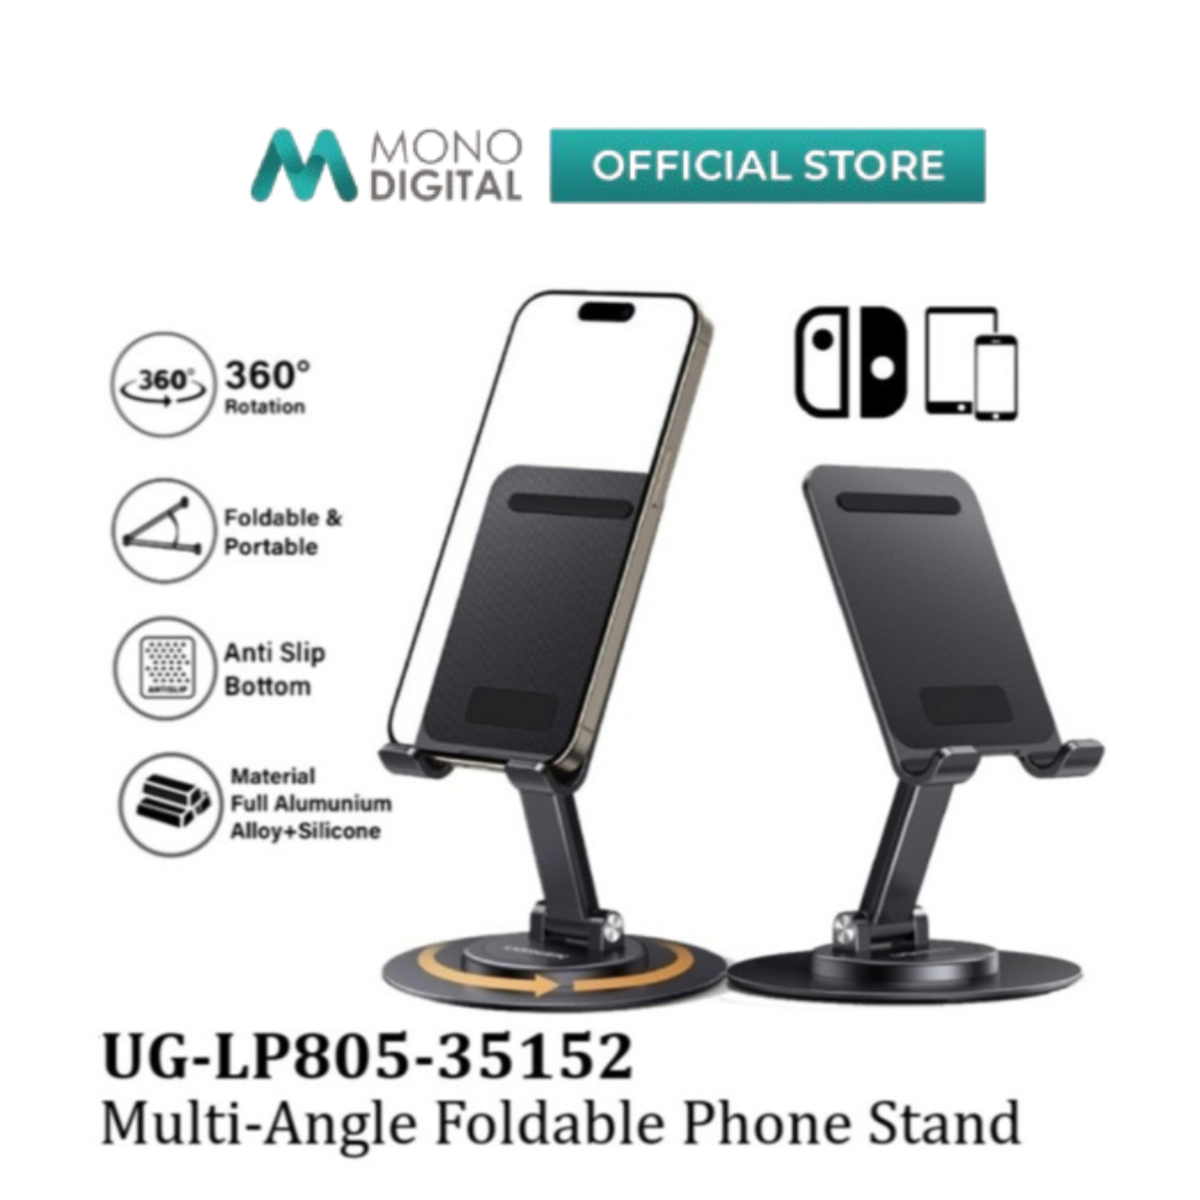 MONO
DIGITAL
OFFICIAL STORE
360°
360°
Rotation
Foldable &
Portable
ANTISLIP
Anti Slip
Bottom
Material
Full Alumunium
Alloy+Silicone
UG-LP805-35152
Multi-Angle Foldable Phone Stand